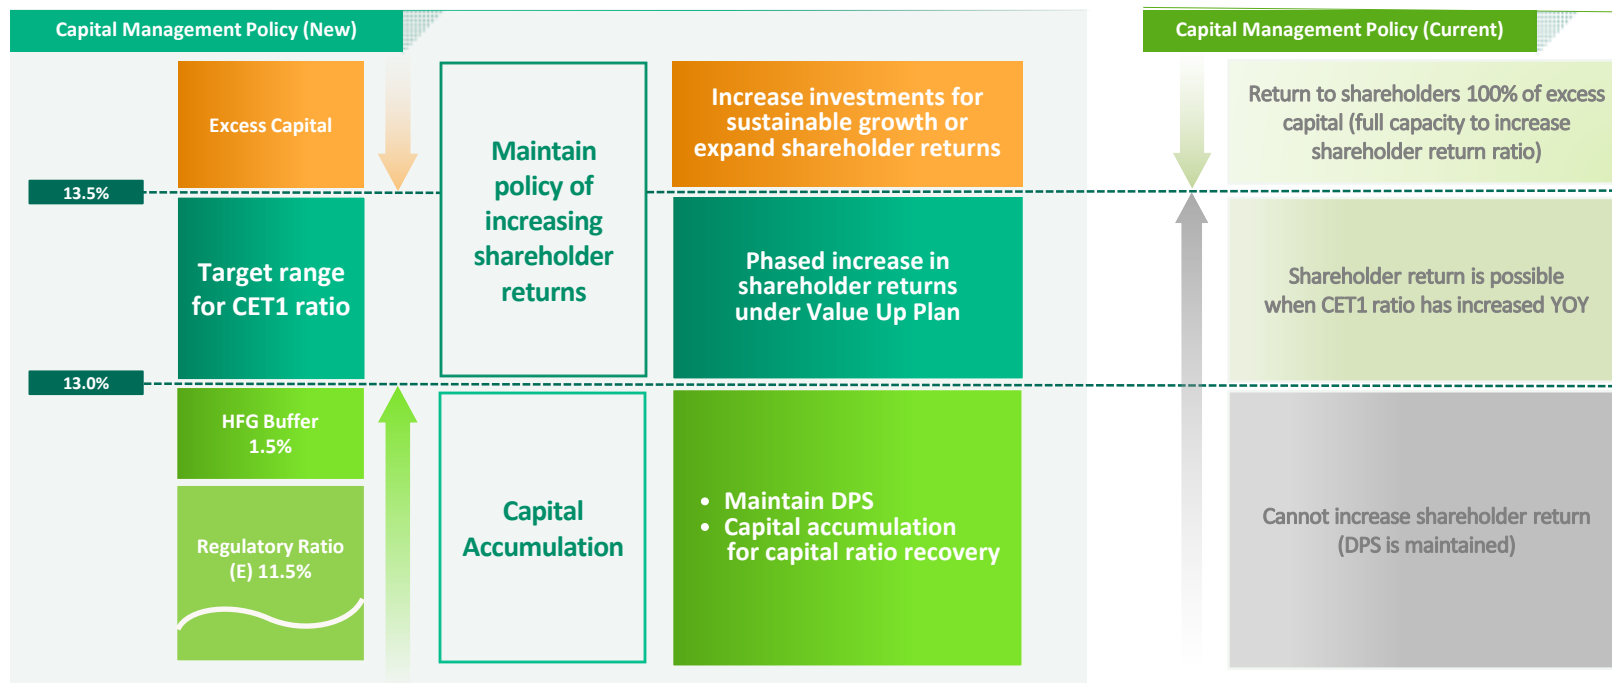 Capital Management Policy (New)
Capital Management Policy (Current)
Excess Capital
Maintain
policy of
increasing
shareholder
returns
Increase investments for
sustainable growth or
expand shareholder returns
Return to shareholders 100% of excess
capital (full capacity to increase
shareholder return ratio)
13.5%
Target range
for CET1 ratio
Phased increase in
shareholder returns
under Value Up Plan
Shareholder return is possible
when CET1 ratio has increased YOY
13.0%
HFG Buffer
1.5%
Regulatory Ratio
(E) 11.5%
Capital
Accumulation
• Maintain DPS
• Capital accumulation
for capital ratio recovery
Cannot increase shareholder return
(DPS is maintained)